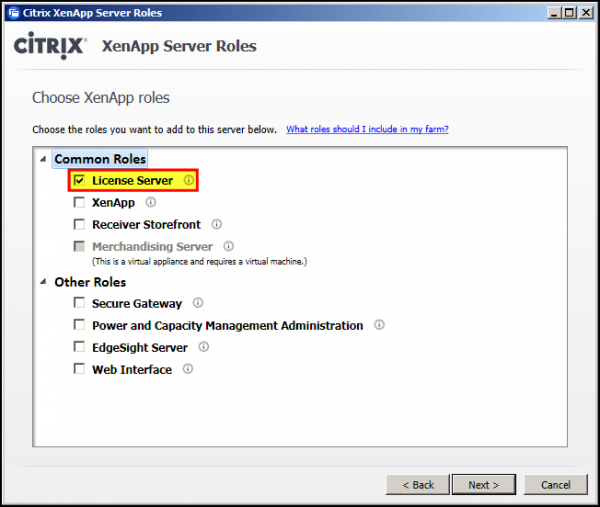 Citrix XenApp Server Roles
CİTRIX® XenApp Server Roles
Choose XenApp roles
Choose the roles you want to add to this server below. What roles should I include in my farm?
Common Roles
License Server
XenApp
Receiver Storefront
Merchandising Server
(This is a virtual appliance and requires a virtual machine.)
Other Roles
Secure Gateway
Power and Capacity Management Administration
EdgeSight Server
Web Interface
< Back Next > Cancel